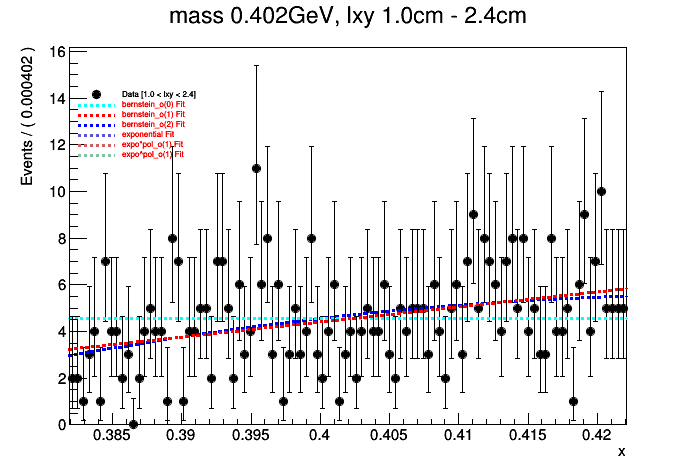 mass 0.402GeV, lxy 1.0cm - 2.4cm
Events / ( 0.000402 )
16
14
12
10
8
6
4
2
0
Data [1.0 < lxy < 2.4]
bernstein_o(0) Fit
bernstein_o(1) Fit
bernstein_o(2) Fit
exponential Fit
expo*pol_o(1) Fit
expo^pol_o(1) Fit
0.385 0.39 0.395 0.4 0.405 0.41 0.415 0.42
x